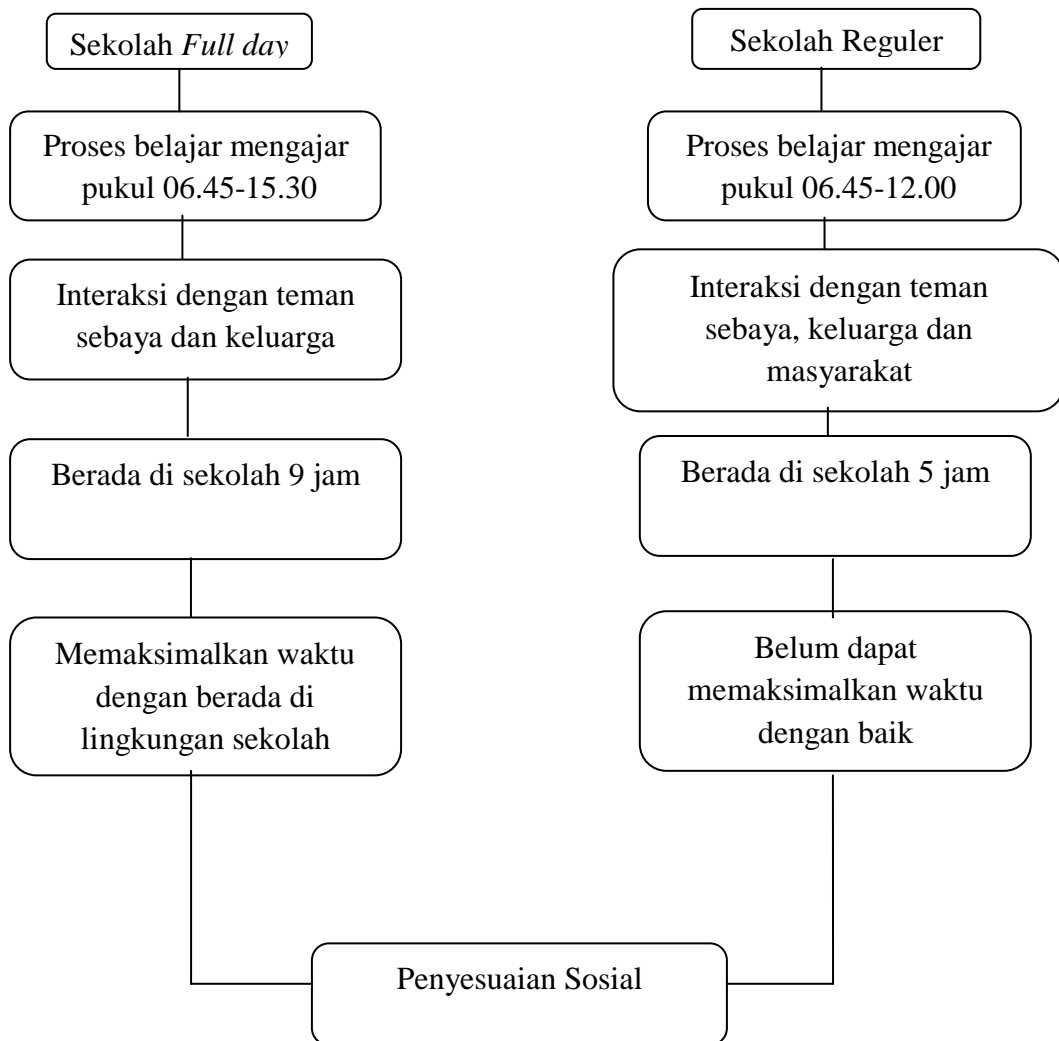 Sekolah Full day
Proses belajar mengajar
pukul 06.45-15.30
Interaksi dengan teman
sebaya dan keluarga
Berada di sekolah 9 jam
Memaksimalkan waktu
dengan berada di
lingkungan sekolah
Sekolah Reguler
Proses belajar mengajar
pukul 06.45-12.00
Interaksi dengan teman
sebaya, keluarga dan
masyarakat
Berada di sekolah 5 jam
Belum dapat
memaksimalkan waktu
dengan baik
Penyesuaian Sosial